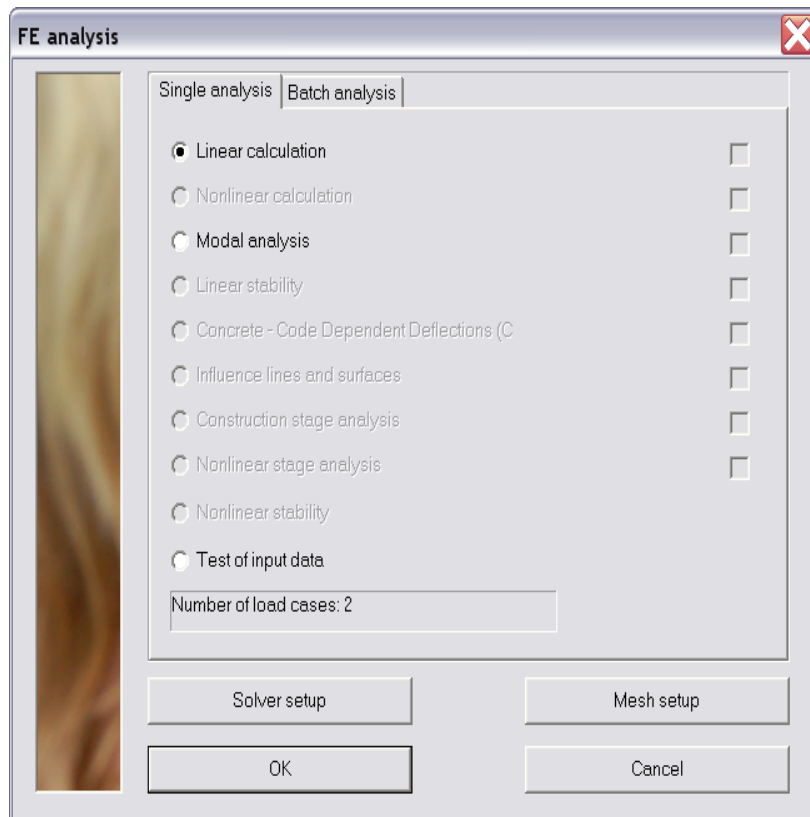 FE analysis
Single analysis
Batch analysis
Linear calculation
Nonlinear calculation
Modal analysis
Linear stability
Concrete - Code Dependent Deflections (C
Influence lines and surfaces
Construction stage analysis
Nonlinear stage analysis
Nonlinear stability
Test of input data
Number of load cases: 2
Solver setup
Mesh setup
OK
Cancel